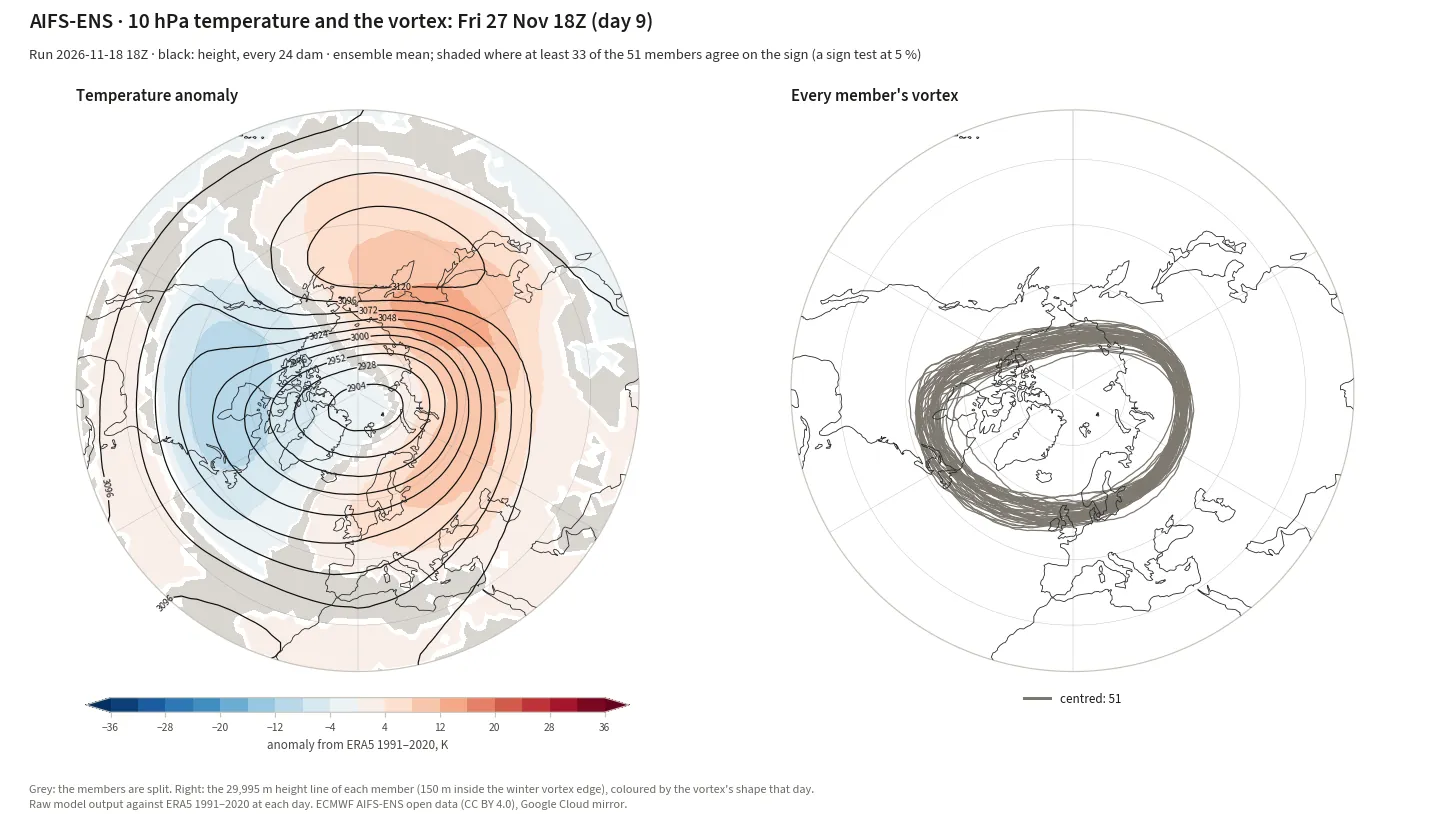 AIFS-ENS · 10 hPa temperature and the vortex: Fri 27 Nov 18Z (day 9)
Run 2026-11-18 18Z · black: height, every 24 dam · ensemble mean; shaded where at least 33 of the 51 members agree on the sign (a sign test at 5 %)
Temperature anomaly
Every member's vortex
3120
3096
3072
3048
3024
3000
2952
2928
2904
3096
3096
centred: 51
−36 −28 −20 −12 −4 4 12 20 28 36
anomaly from ERA5 1991–2020, K
Grey: the members are split. Right: the 29,995 m height line of each member (150 m inside the winter vortex edge), coloured by the vortex's shape that day.
Raw model output against ERA5 1991–2020 at each day. ECMWF AIFS-ENS open data (CC BY 4.0), Google Cloud mirror.